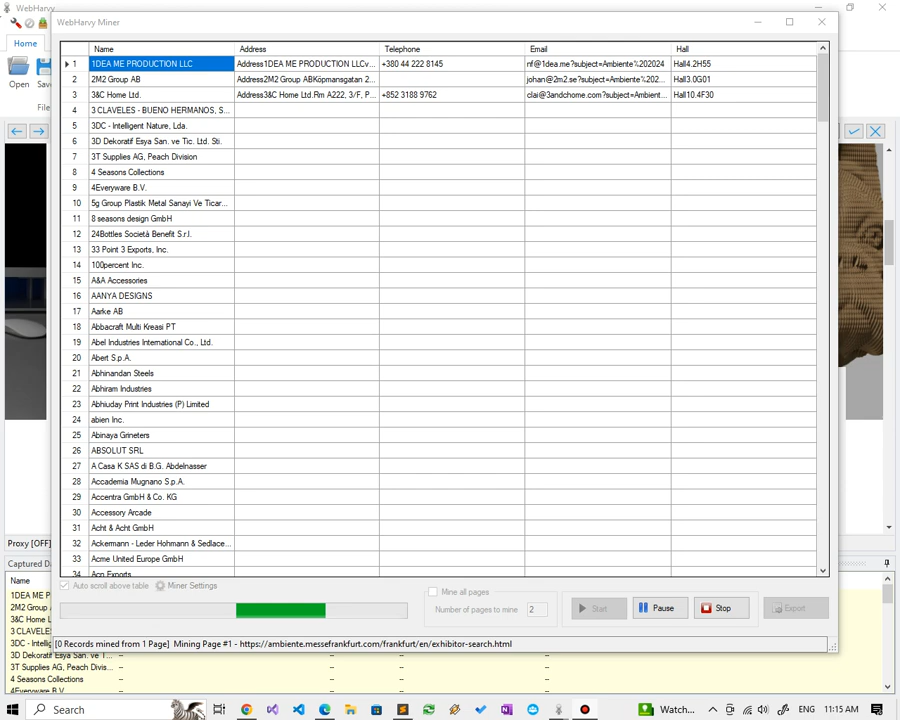 WebHarvy
WebHarvy Miner
Home
Open Save
File
Name Address Telephone Email Hall
1 1DEA ME PRODUCTION LLC Address1DEA ME PRODUCTION LLCv... +380 44 222 8145 nf@1dea.me?subject=Ambiente%202024 Hall4.2H55
2 2M2 Group AB Address2M2 Group ABKöpmansgatan 2... johan@2m2.se?subject=Ambiente%202... Hall3.0G01
3 3&C Home Ltd. Address3&C Home Ltd.Rm A222, 3/F, P... +852 3188 9762 clai@3andchome.com?subject=Ambient... Hall10.4F30
4 3 CLAVELES - BUENO HERMANOS, S...
5 3DC - Intelligent Nature, Lda.
6 3D Dekoratif Esya San. ve Tic. Ltd. Sti.
7 3T Supplies AG, Peach Division
8 4 Seasons Collections
9 4Everyware B.V.
10 5g Group Plastik Metal Sanayi Ve Ticar...
11 8 seasons design GmbH
12 24Bottles Società Benefit S.r.l.
13 33 Point 3 Exports, Inc.
14 100percent Inc.
15 A&A Accessories
16 AANYA DESIGNS
17 Aarke AB
18 Abbacraft Multi Kreasi PT
19 Abel Industries International Co., Ltd.
20 Abert S.p.A.
21 Abhinandan Steels
22 Abhiram Industries
23 Abhiuday Print Industries (P) Limited
24 abien Inc.
25 Abinaya Grineters
26 ABSOLUT SRL
27 A Casa K SAS di B.G. Abdelnasser
28 Accademia Mugnano S.p.A.
29 Accentra GmbH & Co. KG
30 Accessory Arcade
31 Acht & Acht GmbH
32 Ackermann - Leder Hohmann & Sedlace...
33 Acme United Europe GmbH
34 Acn Exports
Auto scroll above table Miner Settings
Mine all pages
Number of pages to mine 2
Start Pause Stop Export
[0 Records mined from 1 Page] Mining Page #1 - https://ambiente.messefrankfurt.com/frankfurt/en/exhibitor-search.html
Proxy [OFF]
Captured Da
Name
1DEA ME P
2M2 Group
3&C Home
3 CLAVELES
3DC - Intellig
3D Dekoratif Esya San. ve T... -- -- -- --
3T Supplies AG, Peach Divis... -- -- -- --
4 Seasons Collections -- -- -- --
4Everyware B.V. -- -- -- --
Search
Watch...
ENG 11:15 AM